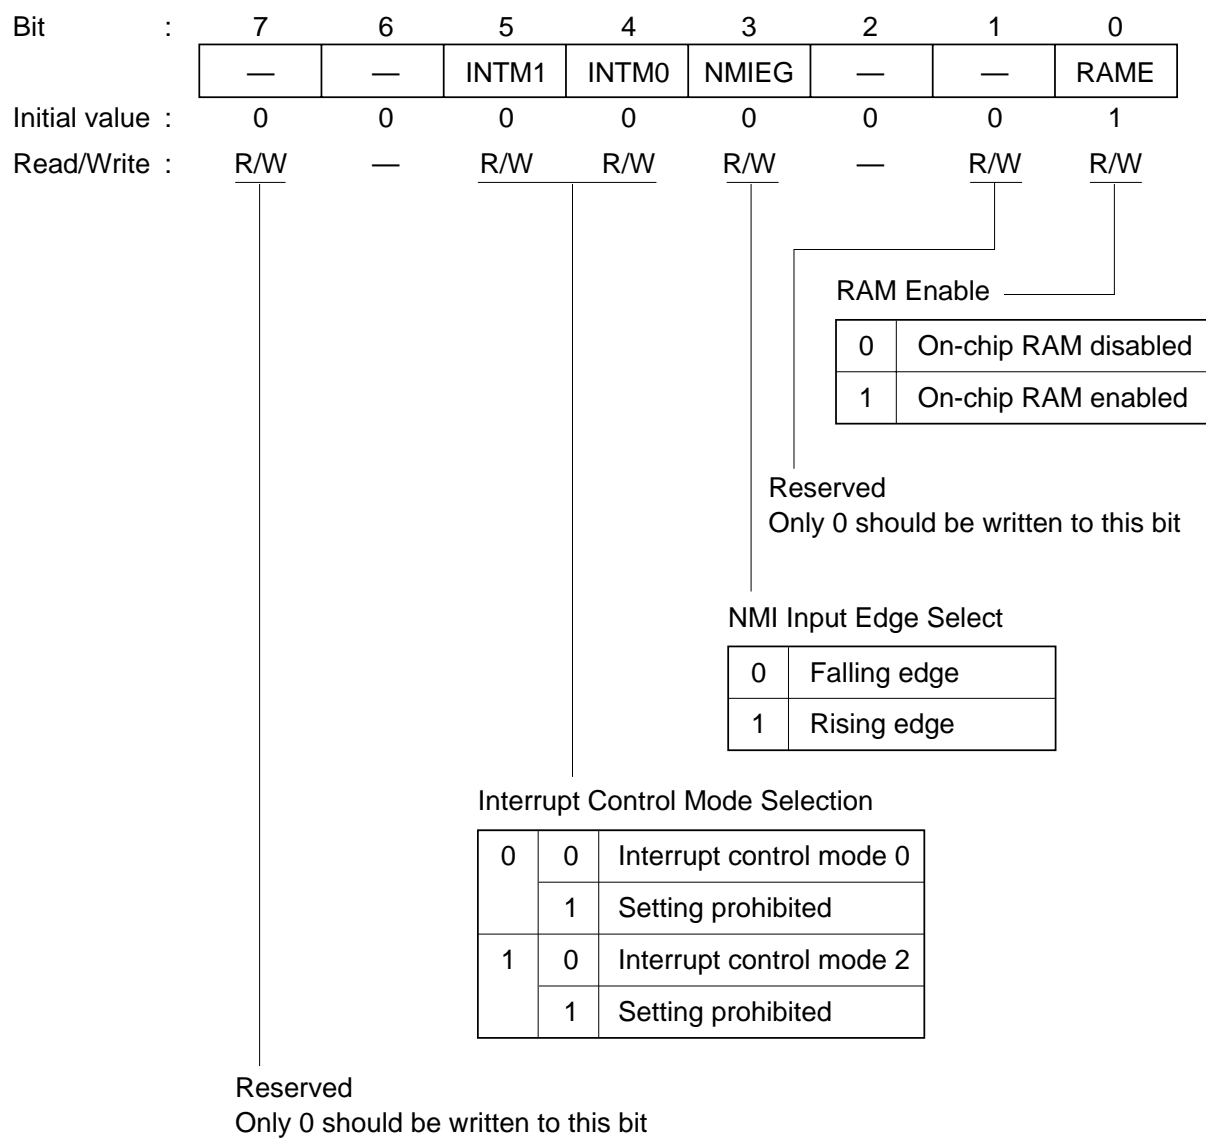 Bit : 7 6 5 4 3 2 1 0
— — INTM1 INTM0 NMIEG — — RAME
Initial value : 0 0 0 0 0 0 0 1
Read/Write : R/W — R/W R/W R/W — R/W R/W
RAM Enable
0 On-chip RAM disabled
1 On-chip RAM enabled
Reserved
Only 0 should be written to this bit
NMI Input Edge Select
0 Falling edge
1 Rising edge
Interrupt Control Mode Selection
0 0 Interrupt control mode 0
1 Setting prohibited
1 0 Interrupt control mode 2
1 Setting prohibited
Reserved
Only 0 should be written to this bit